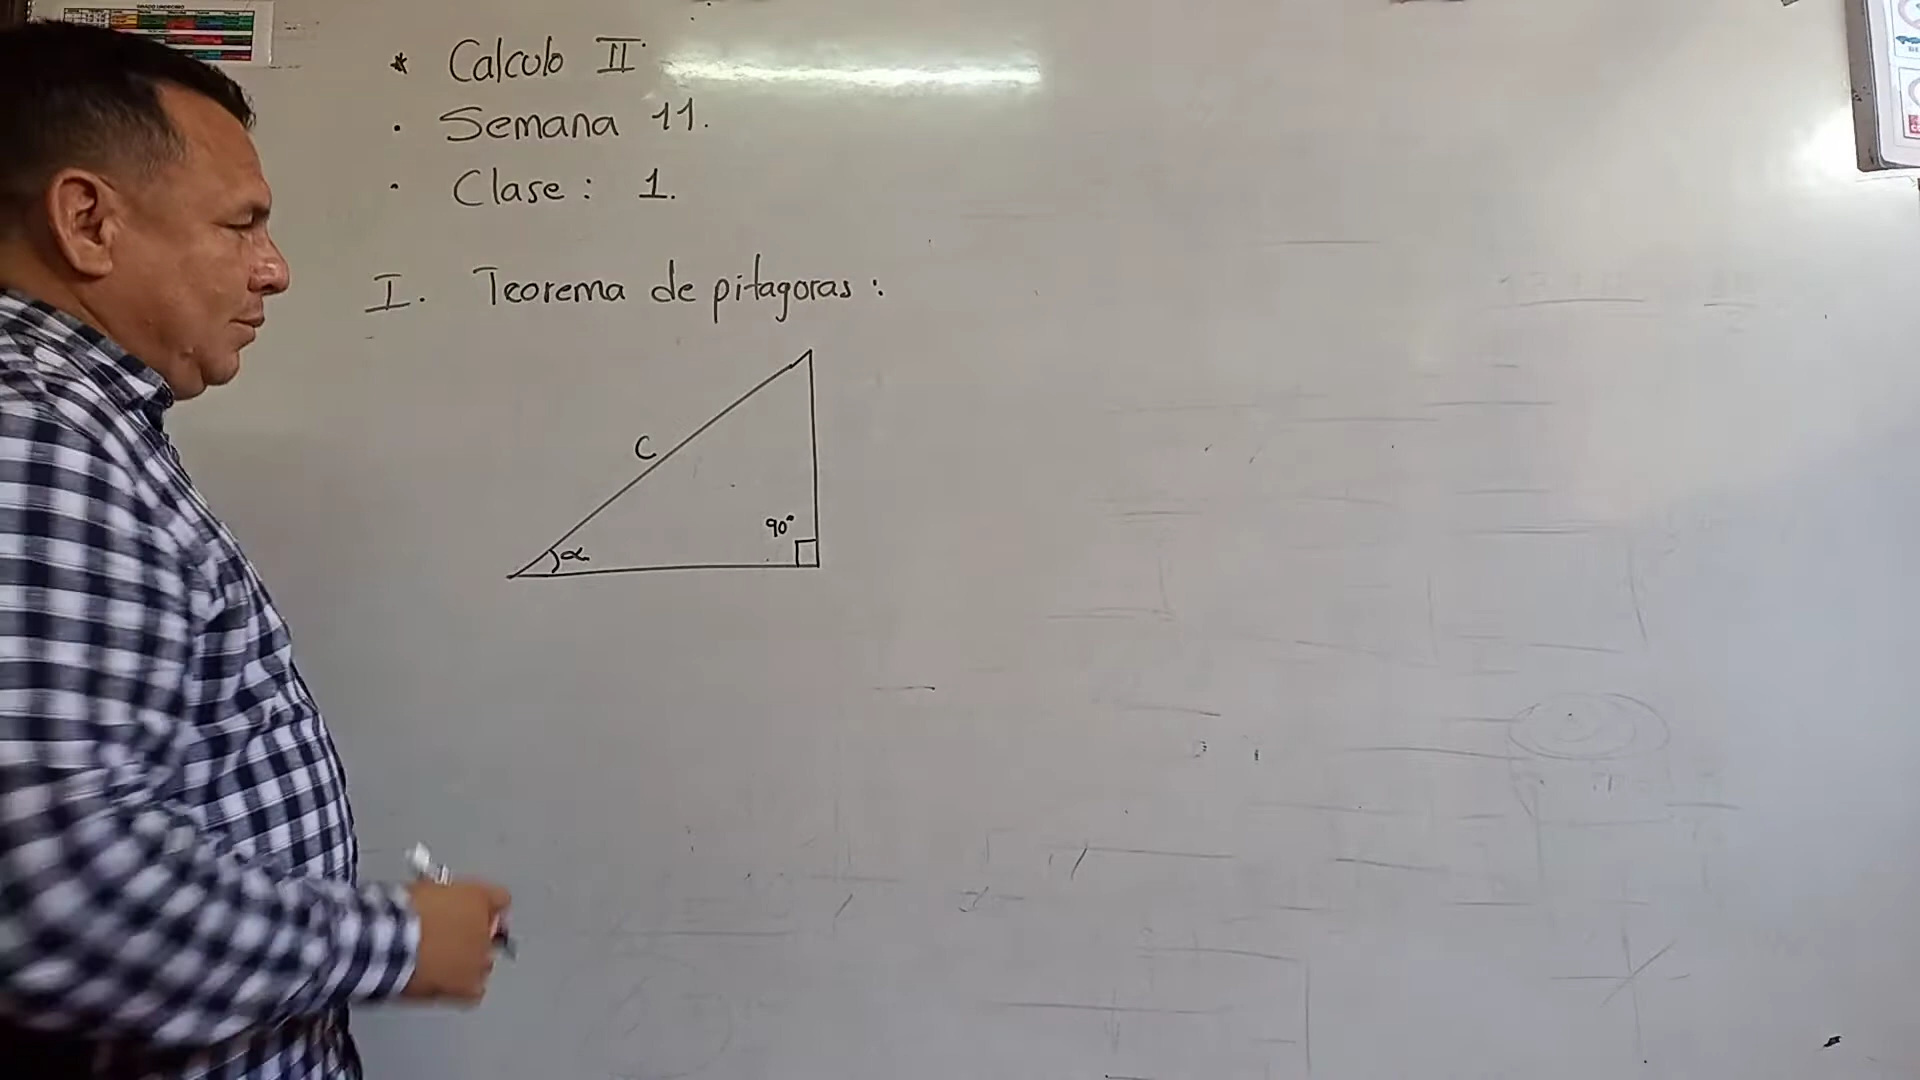 * Calculo II
. Semana 11.
. Clase: 1.
I. Teorema de pitagoras:
C
90°
α